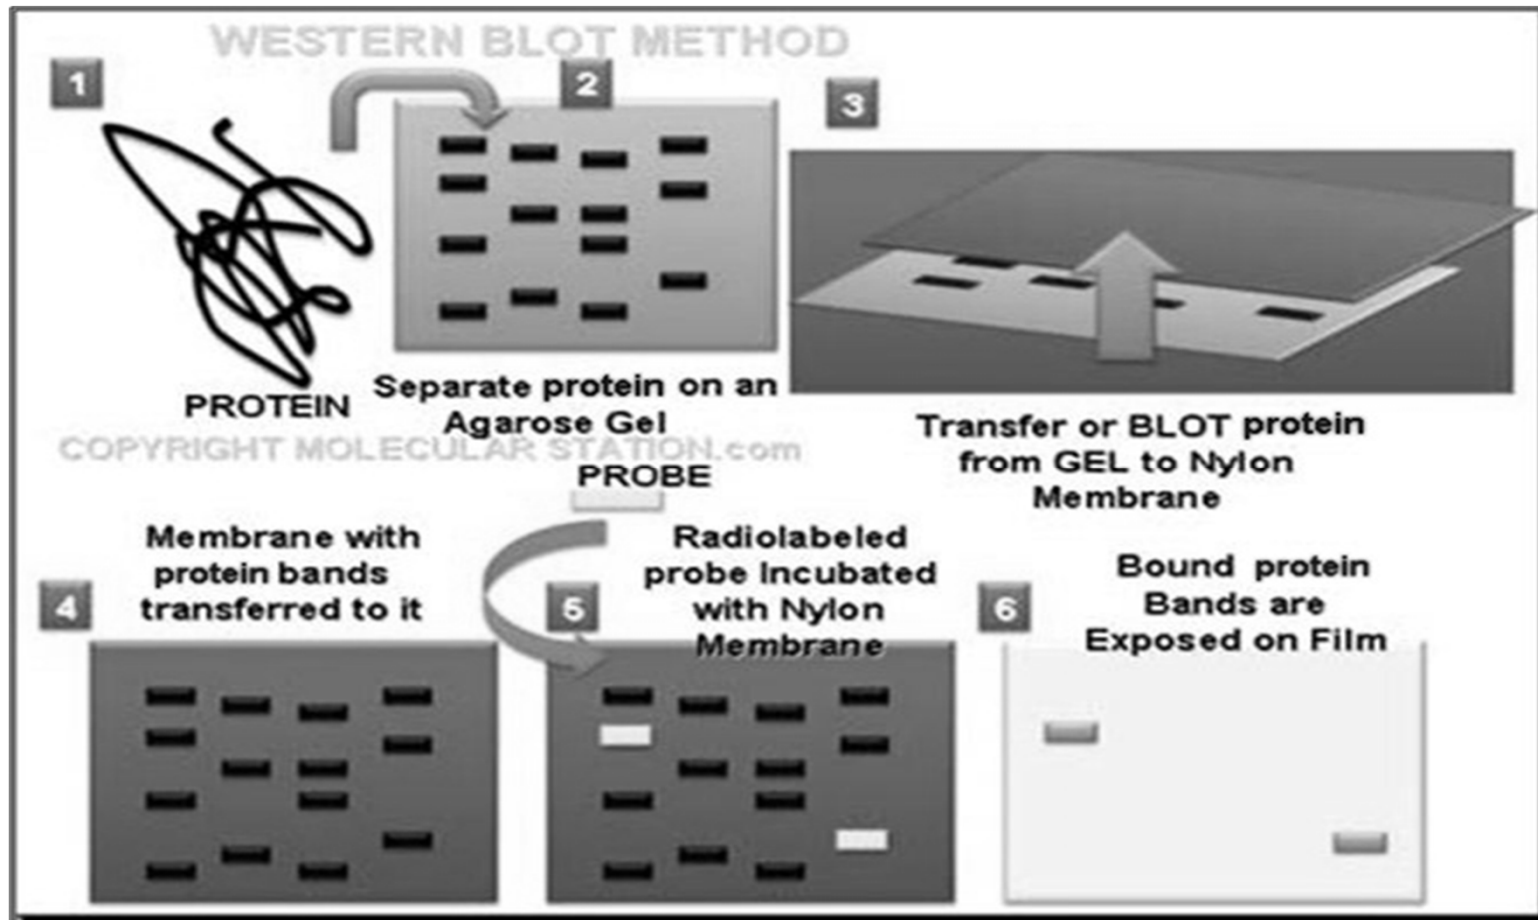 WESTERN BLOT METHOD
1
2
3
PROTEIN
Separate protein on an
Agarose Gel
Transfer or BLOT protein
from GEL to Nylon
Membrane
COPYRIGHT MOLECULAR STATION.com
PROBE
4
Membrane with
protein bands
transferred to it
5
Radiolabeled
probe Incubated
with Nylon
Membrane
6
Bound protein
Bands are
Exposed on Film